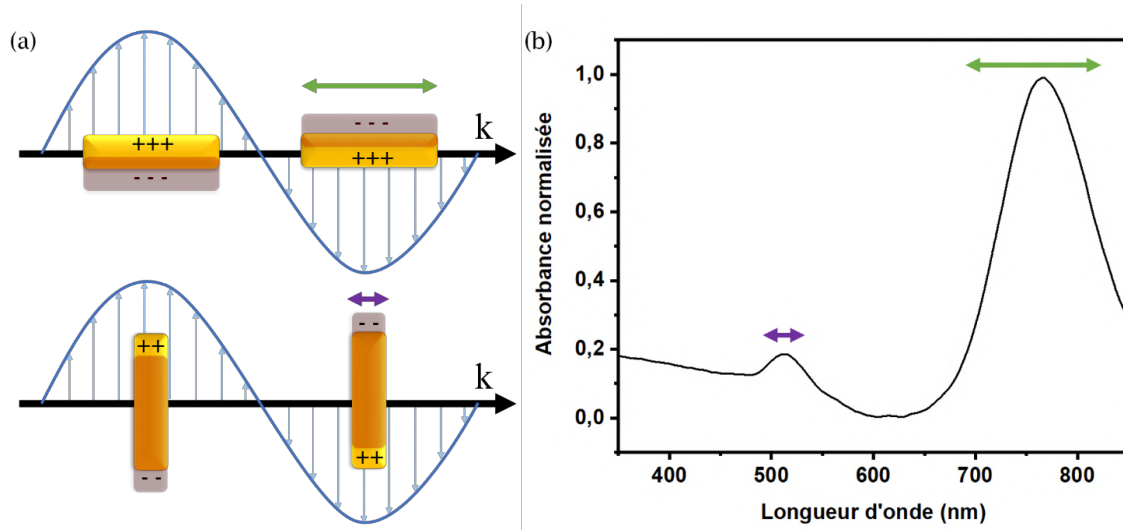 (a)
+++
- - -
- - -
+++
k
++
- -
- -
++
k
(b)
Absorbance normalisée
1,0
0,8
0,6
0,4
0,2
0,0
400
500
600
700
800
Longueur d'onde (nm)